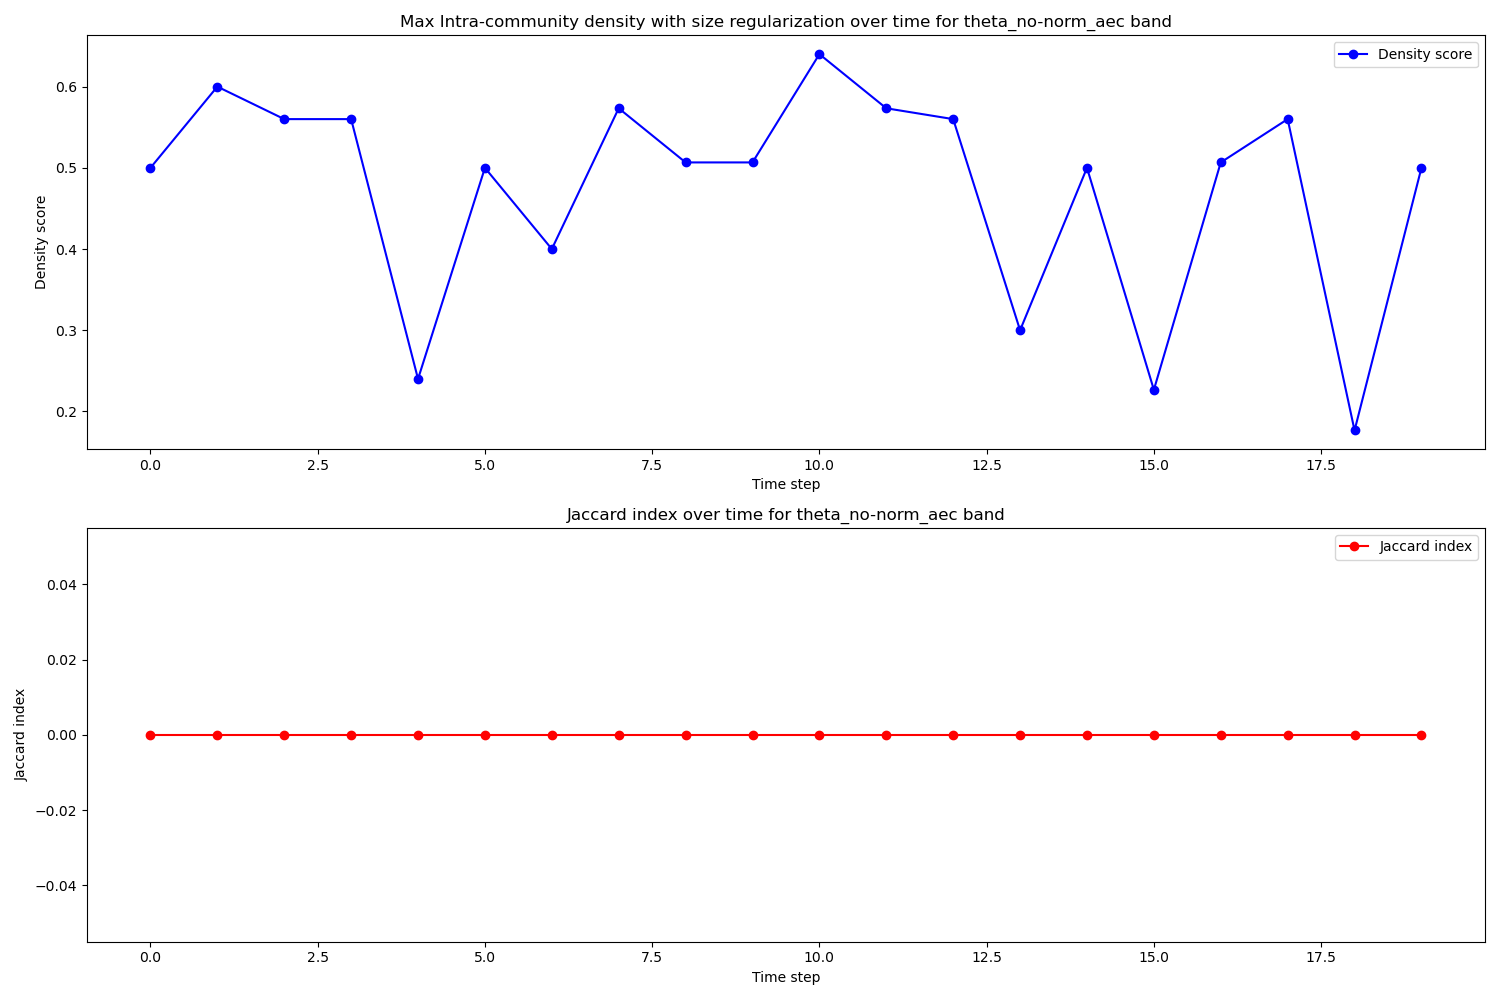 Max Intra-community density with size regularization over time for theta_no-norm_aec band
Density score
0.6
0.5
0.4
0.3
0.2
Density score
0.0 2.5 5.0 7.5 10.0 12.5 15.0 17.5
Time step
Jaccard index over time for theta_no-norm_aec band
Jaccard index
0.04
0.02
0.00
−0.02
−0.04
Jaccard index
0.0 2.5 5.0 7.5 10.0 12.5 15.0 17.5
Time step